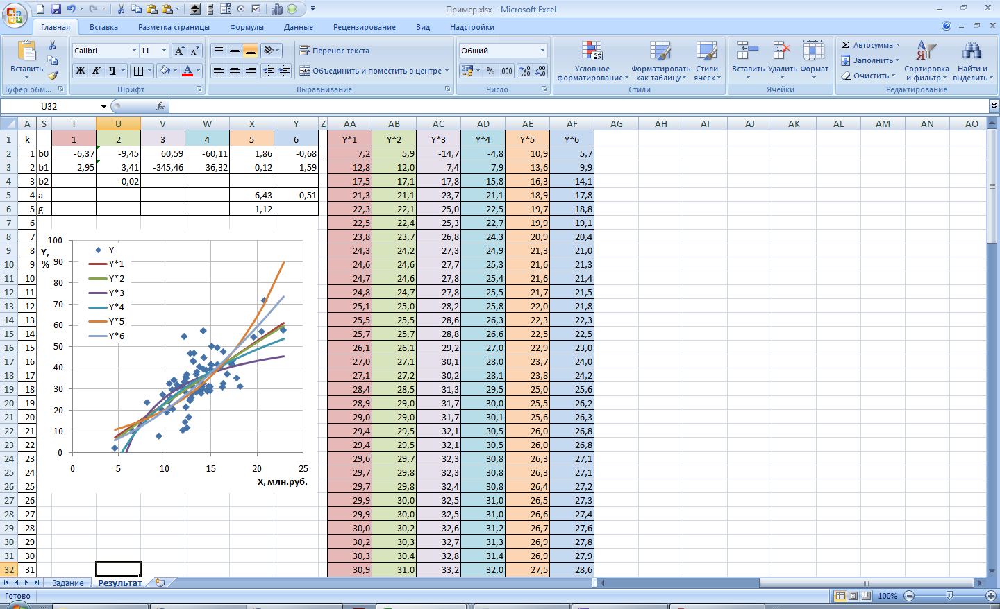 Пример.xlsx - Microsoft Excel
Главная Вставка Разметка страницы Формулы Данные Рецензирование Вид Надстройки
Calibri 11 Перенос текста Общий Автосумма
Вставить Ж К Ч Объединить и поместить в центре % 000 Условное форматирование Форматировать как таблицу Стили ячеек Вставить Удалить Формат Заполнить Очистить Сортировка и фильтр Найти и выделить
Буфер обм... Шрифт Выравнивание Число Стили Ячейки Редактирование
U32 fx
A S T U V W X Y Z AA AB AC AD AE AF AG AH AI AJ AK AL AM AN AO
1 k 1 2 3 4 5 6 Y*1 Y*2 Y*3 Y*4 Y*5 Y*6
2 1 b0 -6,37 -9,45 60,59 -60,11 1,86 -0,68 7,2 5,9 -14,7 -4,8 10,9 5,7
3 2 b1 2,95 3,41 -345,46 36,32 0,12 1,59 12,8 12,0 7,4 7,9 13,6 9,9
4 3 b2 -0,02 17,5 17,1 17,8 15,8 16,3 14,1
5 4 a 6,43 0,51 21,3 21,1 23,7 21,1 18,9 17,8
6 5 g 1,12 22,3 22,1 25,0 22,5 19,7 18,8
7 6 22,5 22,4 25,3 22,7 19,9 19,1
8 7 23,8 23,7 26,8 24,3 20,9 20,4
9 8 24,3 24,2 27,3 24,9 21,3 21,0
10 9 24,6 24,6 27,7 25,3 21,6 21,3
11 10 24,7 24,6 27,8 25,4 21,6 21,4
12 11 24,8 24,7 27,8 25,5 21,7 21,5
13 12 25,1 25,0 28,2 25,8 22,0 21,8
14 13 25,5 25,5 28,6 26,3 22,3 22,3
15 14 25,7 25,7 28,8 26,6 22,5 22,5
16 15 26,1 26,1 29,2 27,0 22,9 23,0
17 16 27,0 27,1 30,1 28,0 23,7 24,0
18 17 27,1 27,2 30,2 28,1 23,8 24,2
19 18 28,4 28,5 31,3 29,5 25,0 25,6
20 19 28,9 29,0 31,7 30,0 25,5 26,2
21 20 29,0 29,0 31,7 30,1 25,6 26,3
22 21 29,4 29,5 32,1 30,5 26,0 26,8
23 22 29,4 29,5 32,1 30,5 26,0 26,8
24 23 29,6 29,7 32,3 30,8 26,3 27,1
25 24 29,7 29,8 32,3 30,8 26,3 27,1
26 25 29,7 29,8 32,4 30,8 26,4 27,2
27 26 29,9 30,0 32,5 31,0 26,5 27,3
28 27 29,9 30,0 32,5 31,0 26,6 27,4
29 28 30,0 30,2 32,6 31,2 26,7 27,6
30 29 30,2 30,3 32,7 31,3 26,9 27,8
31 30 30,3 30,4 32,8 31,4 26,9 27,9
32 31 30,9 31,0 33,2 32,0 27,5 28,6
Y, %
100
90
80
70
60
50
40
30
20
10
0
Y
Y*1
Y*2
Y*3
Y*4
Y*5
Y*6
0 5 10 15 20 25
X, млн.руб.
Задание Результат
Готово 100%